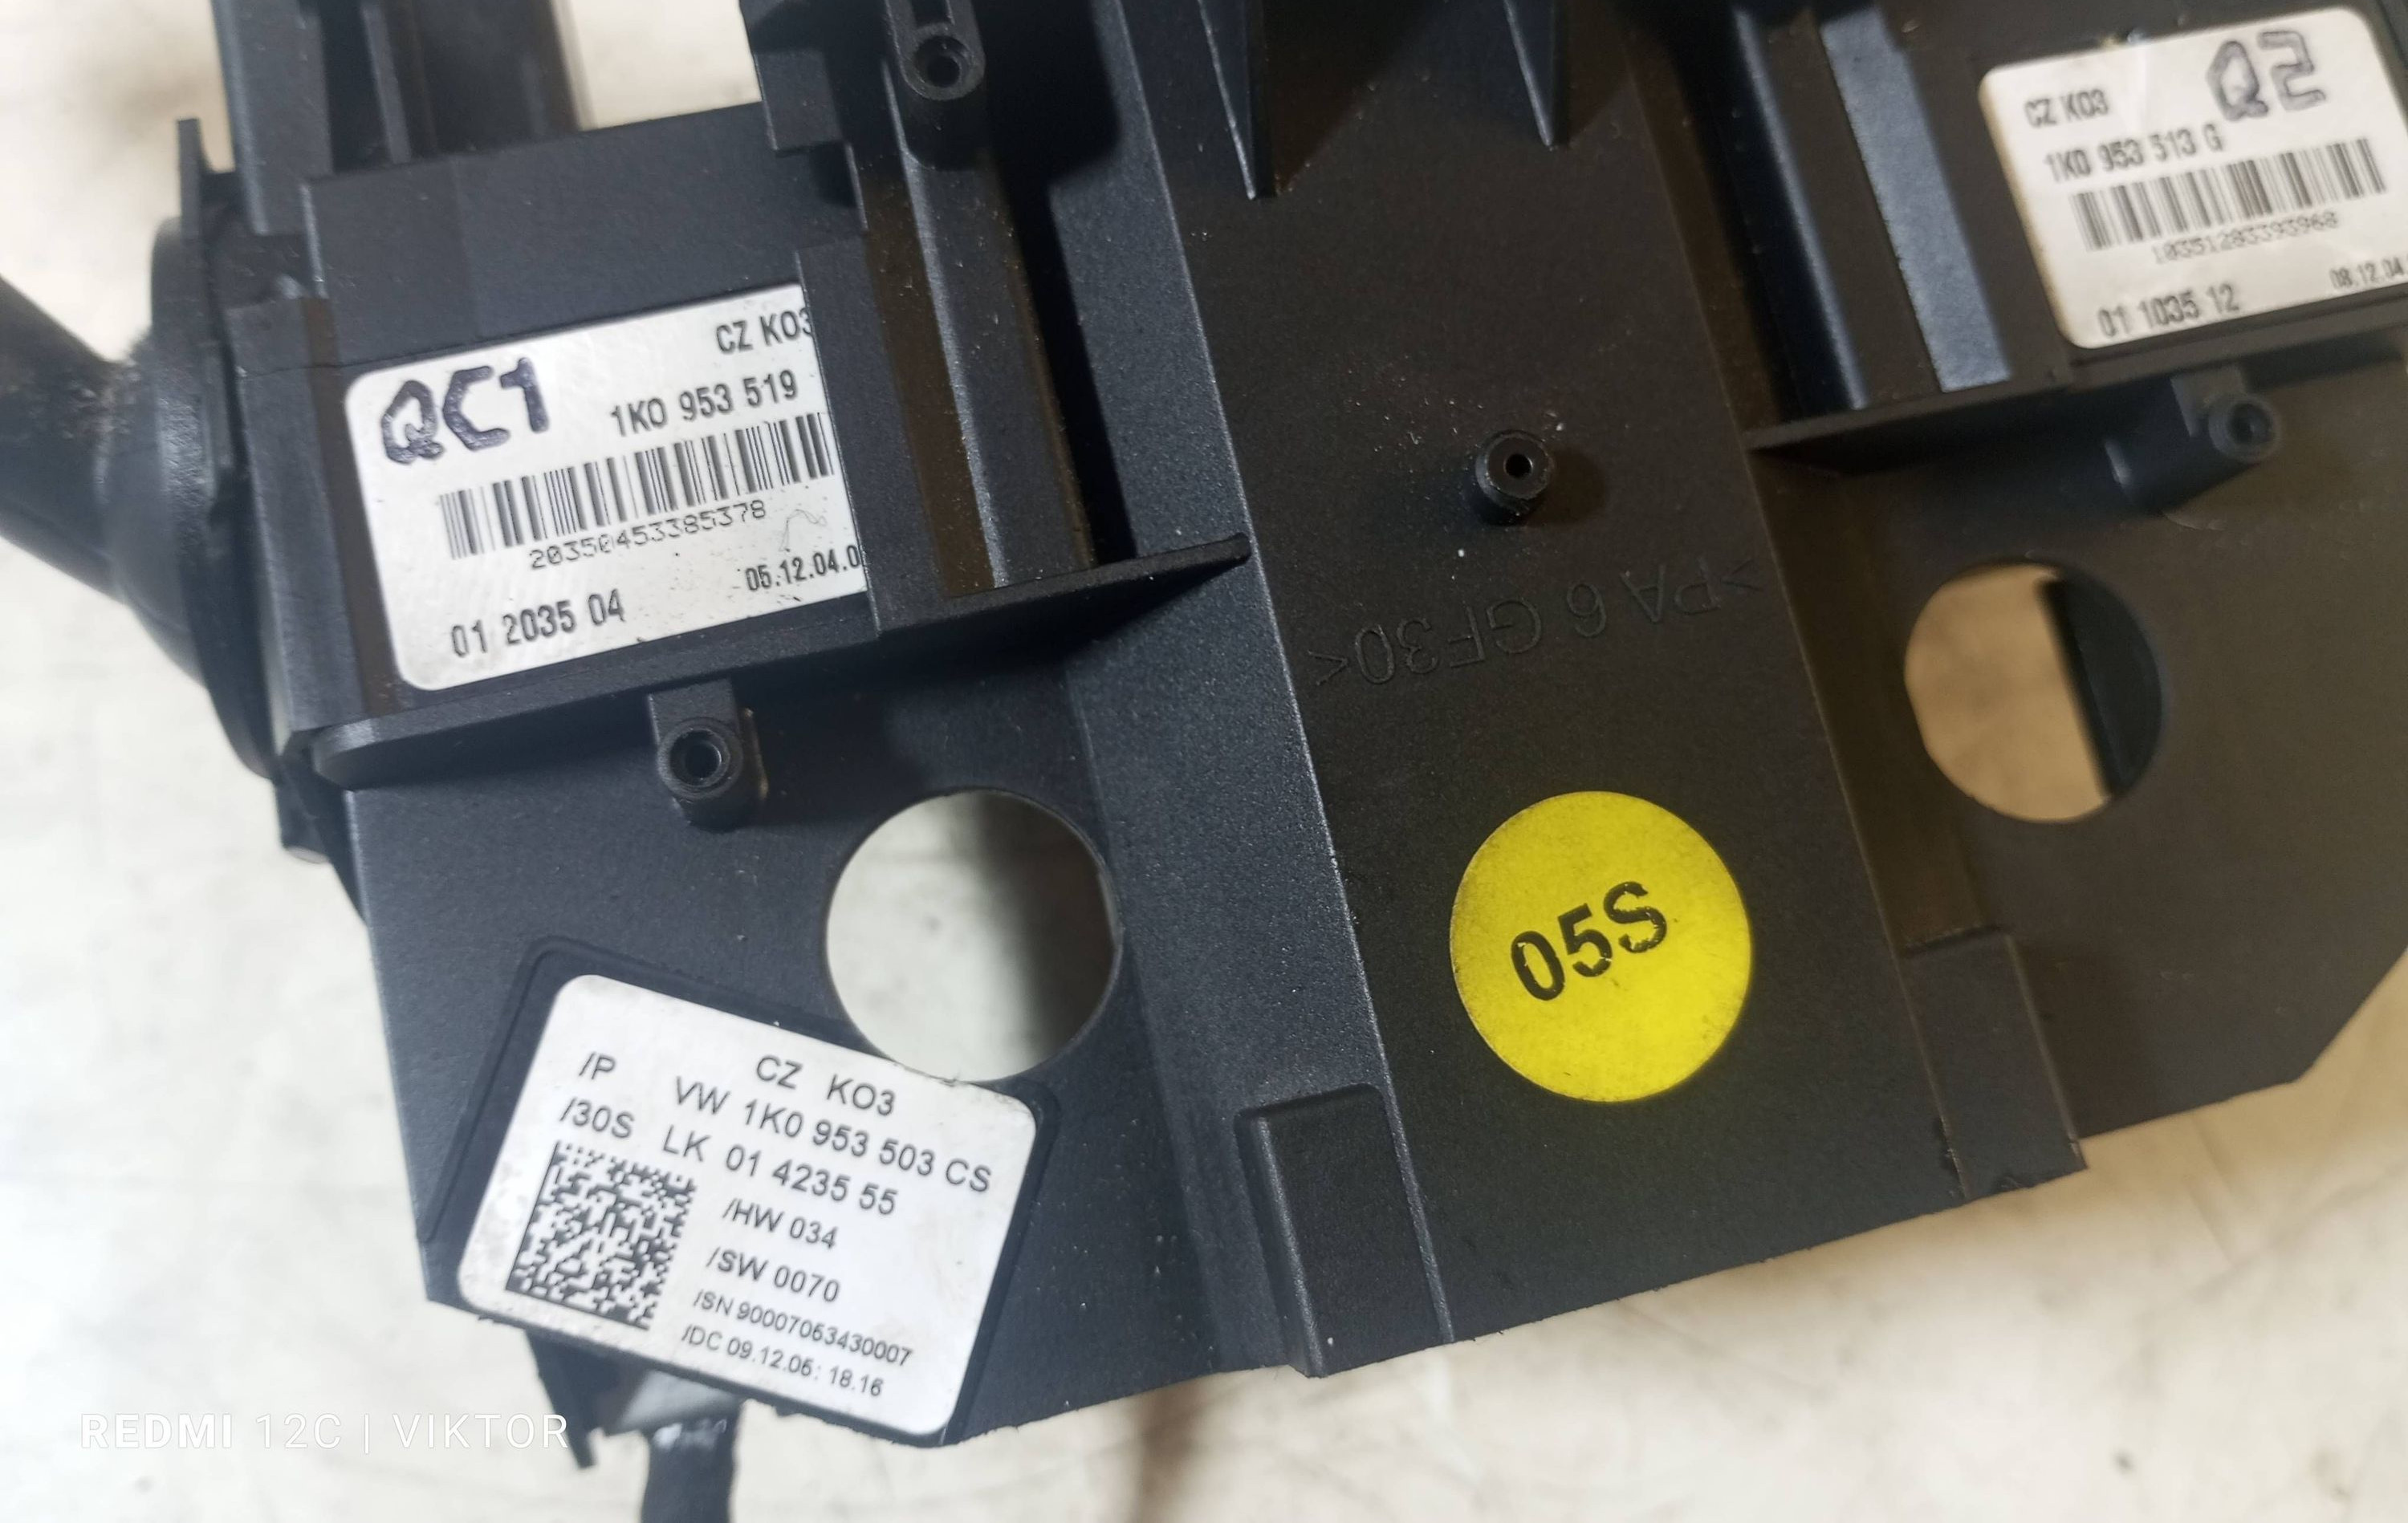 QC1
CZ KO3
1K0 953 519
20350453385378
05.12.04.0
01 2035 04
Q2
CZ KO3
1K0 953 513 G
10351283393968
08.12.04
01 1035 12
>PA 6 GF30<
05S
CZ KO3
/P VW 1K0 953 503 CS
/30S LK 01 4235 55
/HW 034
/SW 0070
/SN 90007063430007
/DC 09.12.05: 18.16
REDMI 12C | VIKTOR